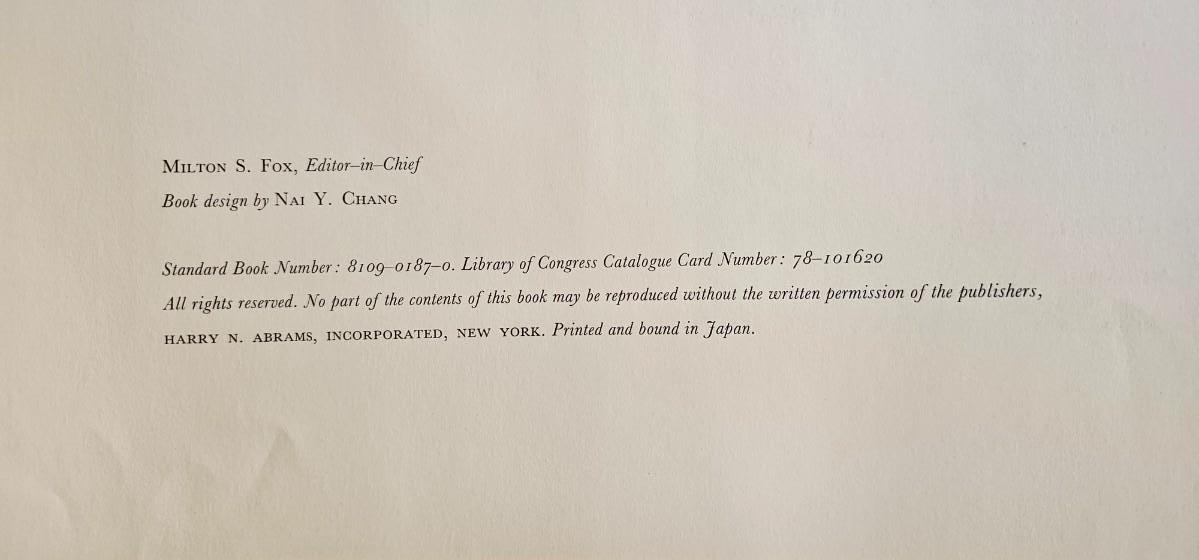 MILTON S. FOX, Editor–in–Chief
Book design by NAI Y. CHANG
Standard Book Number: 8109–0187–0. Library of Congress Catalogue Card Number: 78–101620
All rights reserved. No part of the contents of this book may be reproduced without the written permission of the publishers,
HARRY N. ABRAMS, INCORPORATED, NEW YORK. Printed and bound in Japan.